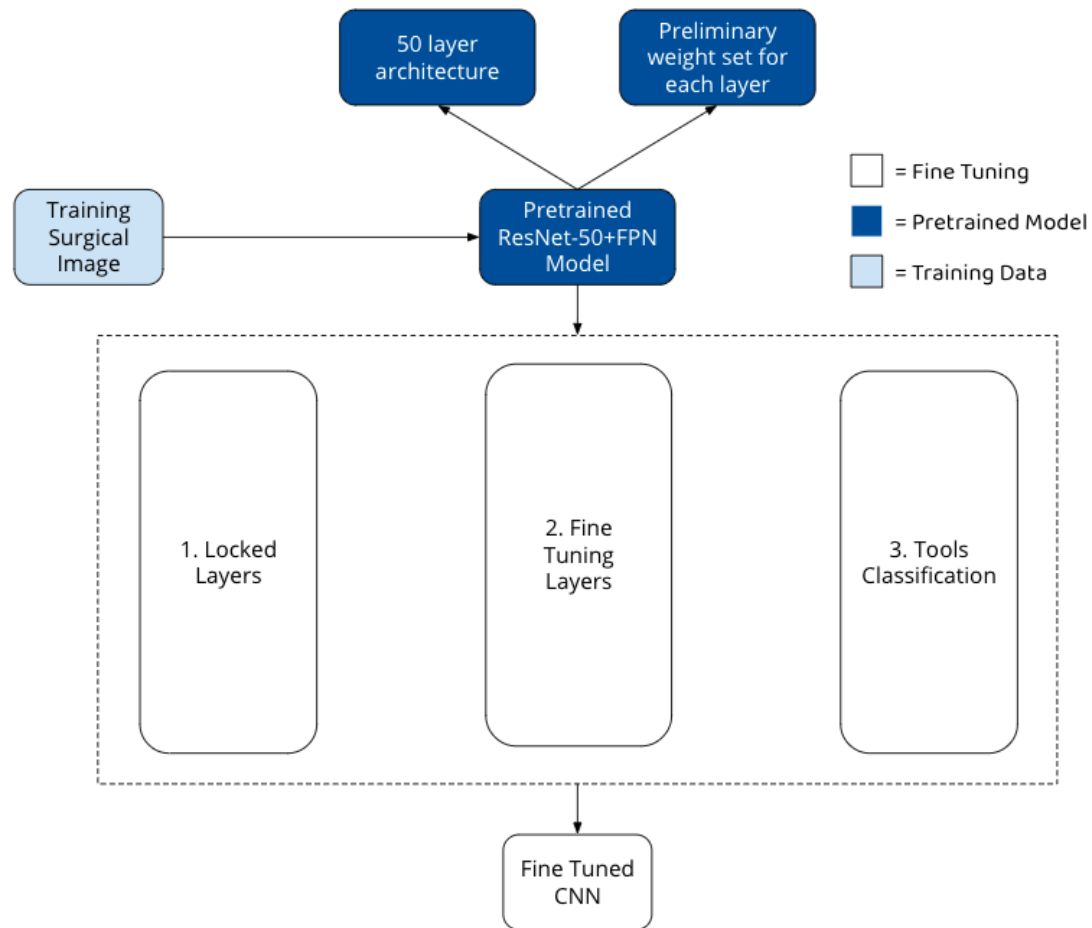 50 layer
architecture
Preliminary
weight set for
each layer
= Fine Tuning
= Pretrained Model
= Training Data
Training
Surgical
Image
Pretrained
ResNet-50+FPN
Model
1. Locked
Layers
2. Fine
Tuning
Layers
3. Tools
Classification
Fine Tuned
CNN